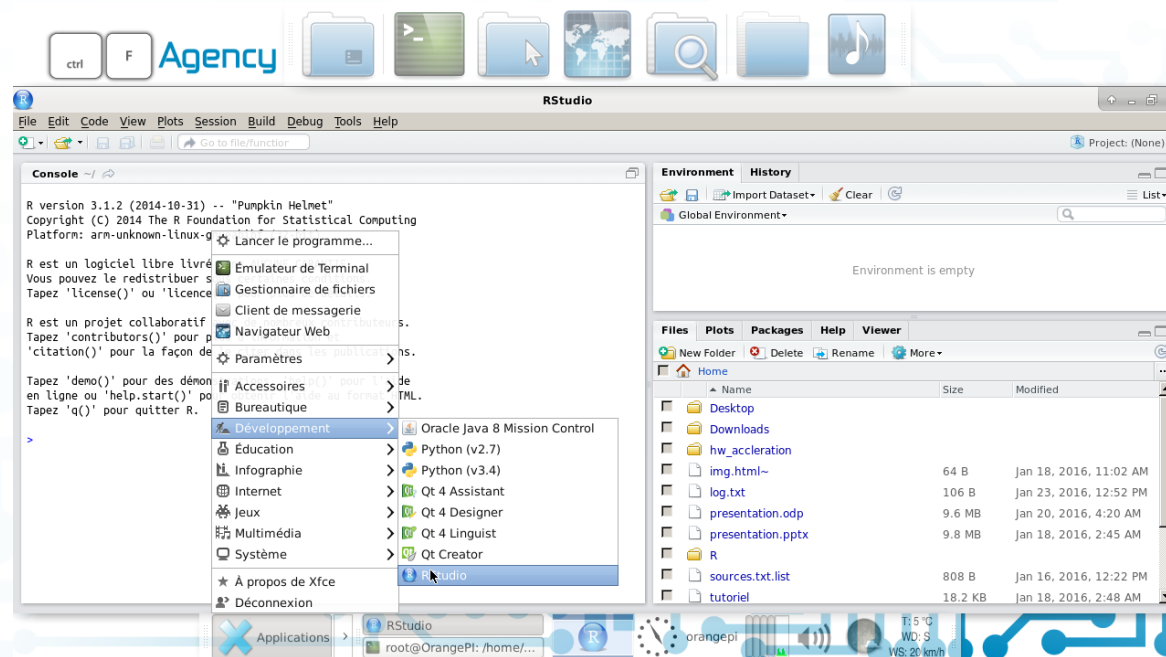 ctrl
F
Agency
RStudio
File Edit Code View Plots Session Build Debug Tools Help
Go to file/function
Project: (None)
Console ~/
R version 3.1.2 (2014-10-31) -- "Pumpkin Helmet"
Copyright (C) 2014 The R Foundation for Statistical Computing
Platform: arm-unknown-linux-g
R est un logiciel libre livré
Vous pouvez le redistribuer s
Tapez 'license()' ou 'licence
R est un projet collaboratif
Tapez 'contributors()' pour
'citation()' pour la façon de
Tapez 'demo()' pour des démon
en ligne ou 'help.start()' pour obtenir l'aide au format HTML.
Tapez 'q()' pour quitter R.
>
Lancer le programme...
Émulateur de Terminal
Gestionnaire de fichiers
Client de messagerie
Navigateur Web
Paramètres
Accessoires
Bureautique
Développement
Éducation
Infographie
Internet
Jeux
Multimédia
Système
À propos de Xfce
Déconnexion
Oracle Java 8 Mission Control
Python (v2.7)
Python (v3.4)
Qt 4 Assistant
Qt 4 Designer
Qt 4 Linguist
Qt Creator
RStudio
Environment History
Import Dataset Clear List
Global Environment
Environment is empty
Files Plots Packages Help Viewer
New Folder Delete Rename More
Home
Name Size Modified
Desktop
Downloads
hw_accleration
img.html~ 64 B Jan 18, 2016, 11:02 AM
log.txt 106 B Jan 23, 2016, 12:52 PM
presentation.odp 9.6 MB Jan 20, 2016, 4:20 AM
presentation.pptx 9.8 MB Jan 18, 2016, 2:45 AM
R
sources.txt.list 808 B Jan 16, 2016, 12:22 PM
tutoriel 18.2 KB Jan 18, 2016, 2:48 AM
Applications
RStudio
root@OrangePI: /home/...
R
orangepi
T: 5 °C
WD: S
WS: 20 km/h